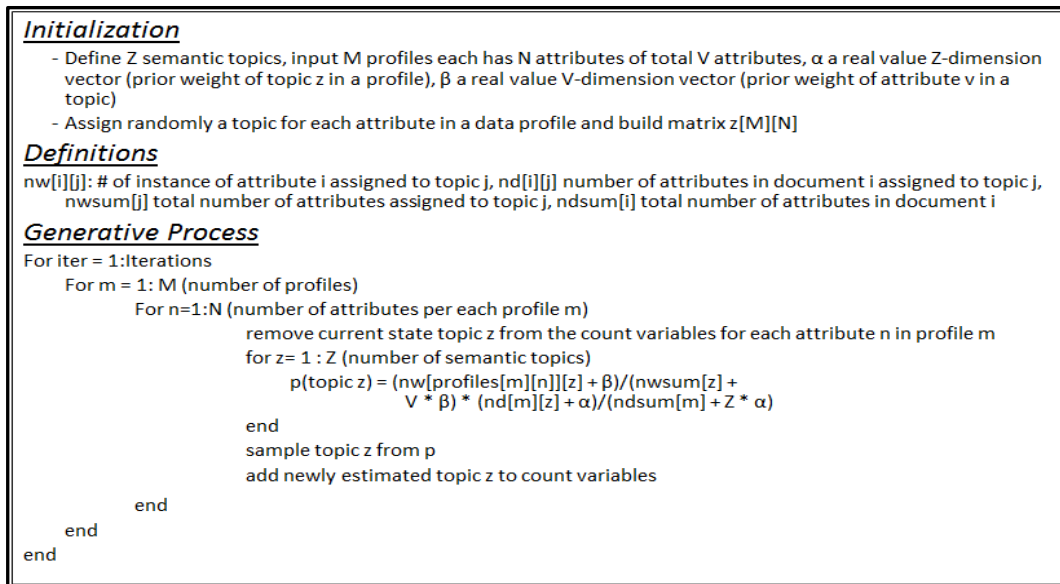 Initialization
- Define Z semantic topics, input M profiles each has N attributes of total V attributes, α a real value Z-dimension
vector (prior weight of topic z in a profile), β a real value V-dimension vector (prior weight of attribute v in a
topic)
- Assign randomly a topic for each attribute in a data profile and build matrix z[M][N]
Definitions
nw[i][j]: # of instance of attribute i assigned to topic j, nd[i][j] number of attributes in document i assigned to topic j,
nwsum[j] total number of attributes assigned to topic j, ndsum[i] total number of attributes in document i
Generative Process
For iter = 1:Iterations
For m = 1: M (number of profiles)
For n=1:N (number of attributes per each profile m)
remove current state topic z from the count variables for each attribute n in profile m
for z= 1 : Z (number of semantic topics)
p(topic z) = (nw[profiles[m][n]][z] + β)/(nwsum[z] +
V * β) * (nd[m][z] + α)/(ndsum[m] + Z * α)
end
sample topic z from p
add newly estimated topic z to count variables
end
end
end